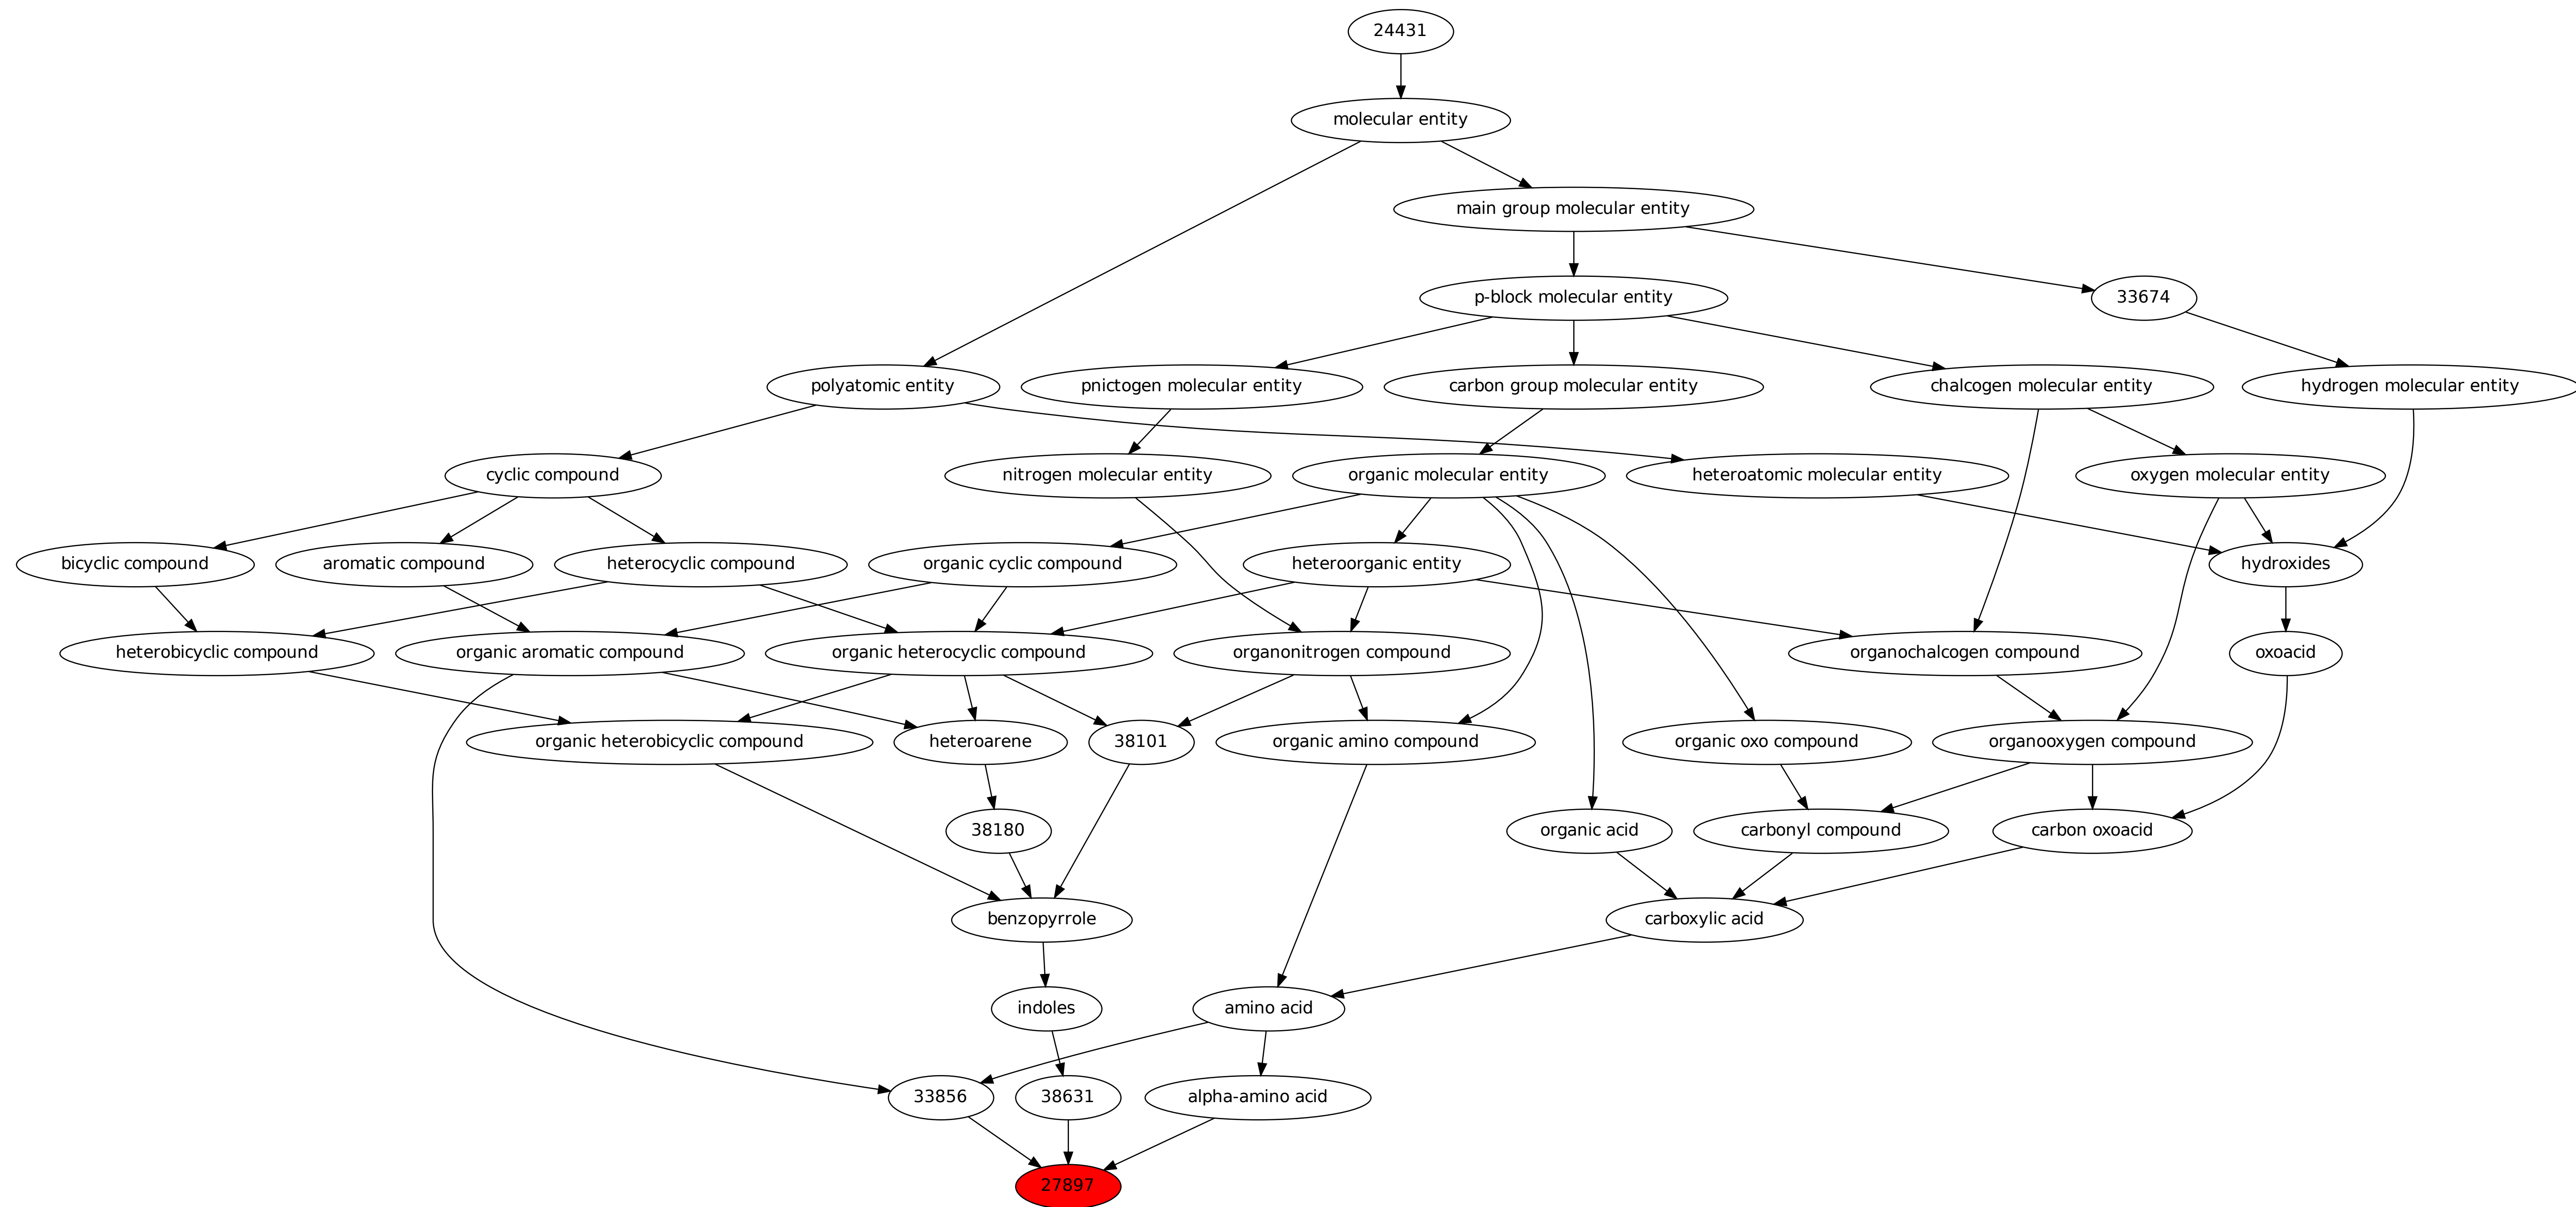 24431
molecular entity
main group molecular entity
p-block molecular entity
33674
polyatomic entity
pnictogen molecular entity
carbon group molecular entity
chalcogen molecular entity
hydrogen molecular entity
cyclic compound
nitrogen molecular entity
organic molecular entity
heteroatomic molecular entity
oxygen molecular entity
bicyclic compound
aromatic compound
heterocyclic compound
organic cyclic compound
heteroorganic entity
hydroxides
heterobicyclic compound
organic aromatic compound
organic heterocyclic compound
organonitrogen compound
organochalcogen compound
oxoacid
organic heterobicyclic compound
heteroarene
38101
organic amino compound
organic oxo compound
organooxygen compound
38180
organic acid
carbonyl compound
carbon oxoacid
benzopyrrole
carboxylic acid
indoles
amino acid
33856
38631
alpha-amino acid
27897